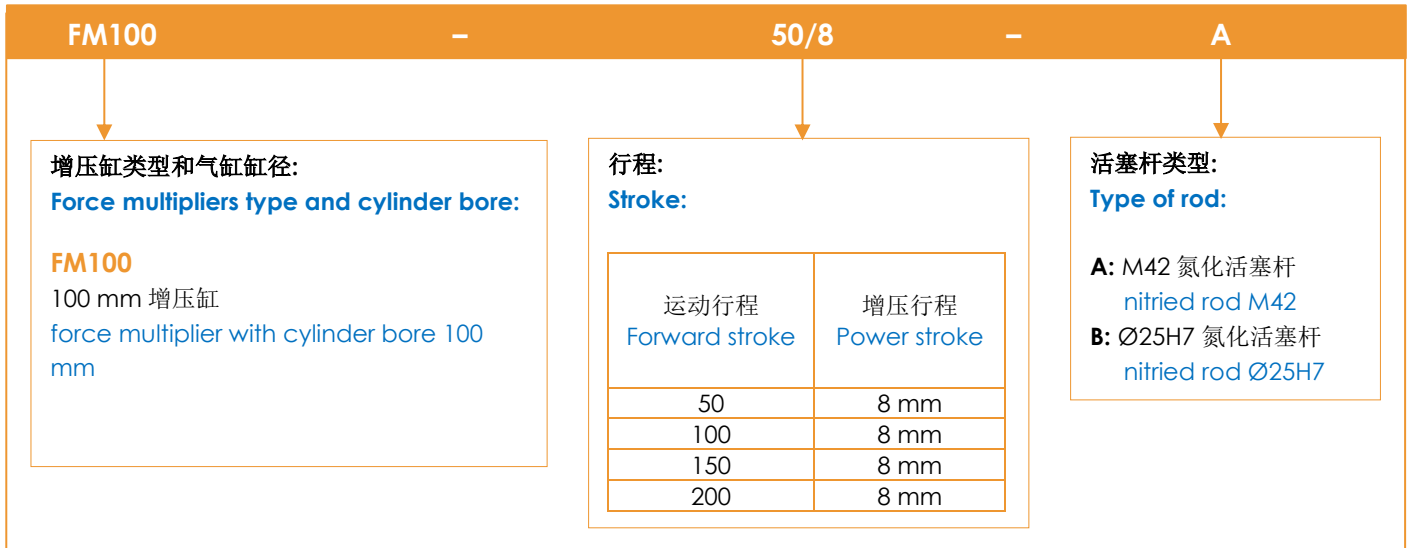 FM100 – 50/8 – A
增压缸类型和气缸缸径:
Force multipliers type and cylinder bore:
FM100
100 mm 增压缸
force multiplier with cylinder bore 100
mm
行程:
Stroke:
运动行程 增压行程
Forward stroke Power stroke
50 8 mm
100 8 mm
150 8 mm
200 8 mm
活塞杆类型:
Type of rod:
A: M42 氮化活塞杆
nitried rod M42
B: Ø25H7 氮化活塞杆
nitried rod Ø25H7